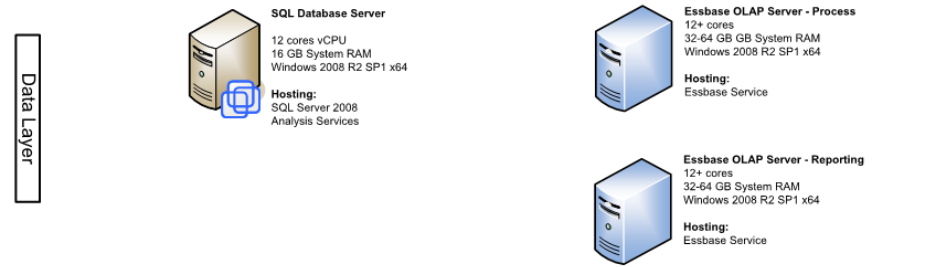 Data Layer
SQL Database Server
12 cores vCPU
16 GB System RAM
Windows 2008 R2 SP1 x64
Hosting:
SQL Server 2008
Analysis Services
Essbase OLAP Server - Process
12+ cores
32-64 GB GB System RAM
Windows 2008 R2 SP1 x64
Hosting:
Essbase Service
Essbase OLAP Server - Reporting
12+ cores
32-64 GB System RAM
Windows 2008 R2 SP1 x64
Hosting:
Essbase Service